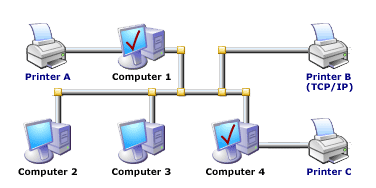 Printer A
Computer 1
Printer B
(TCP/IP)
Computer 2
Computer 3
Computer 4
Printer C